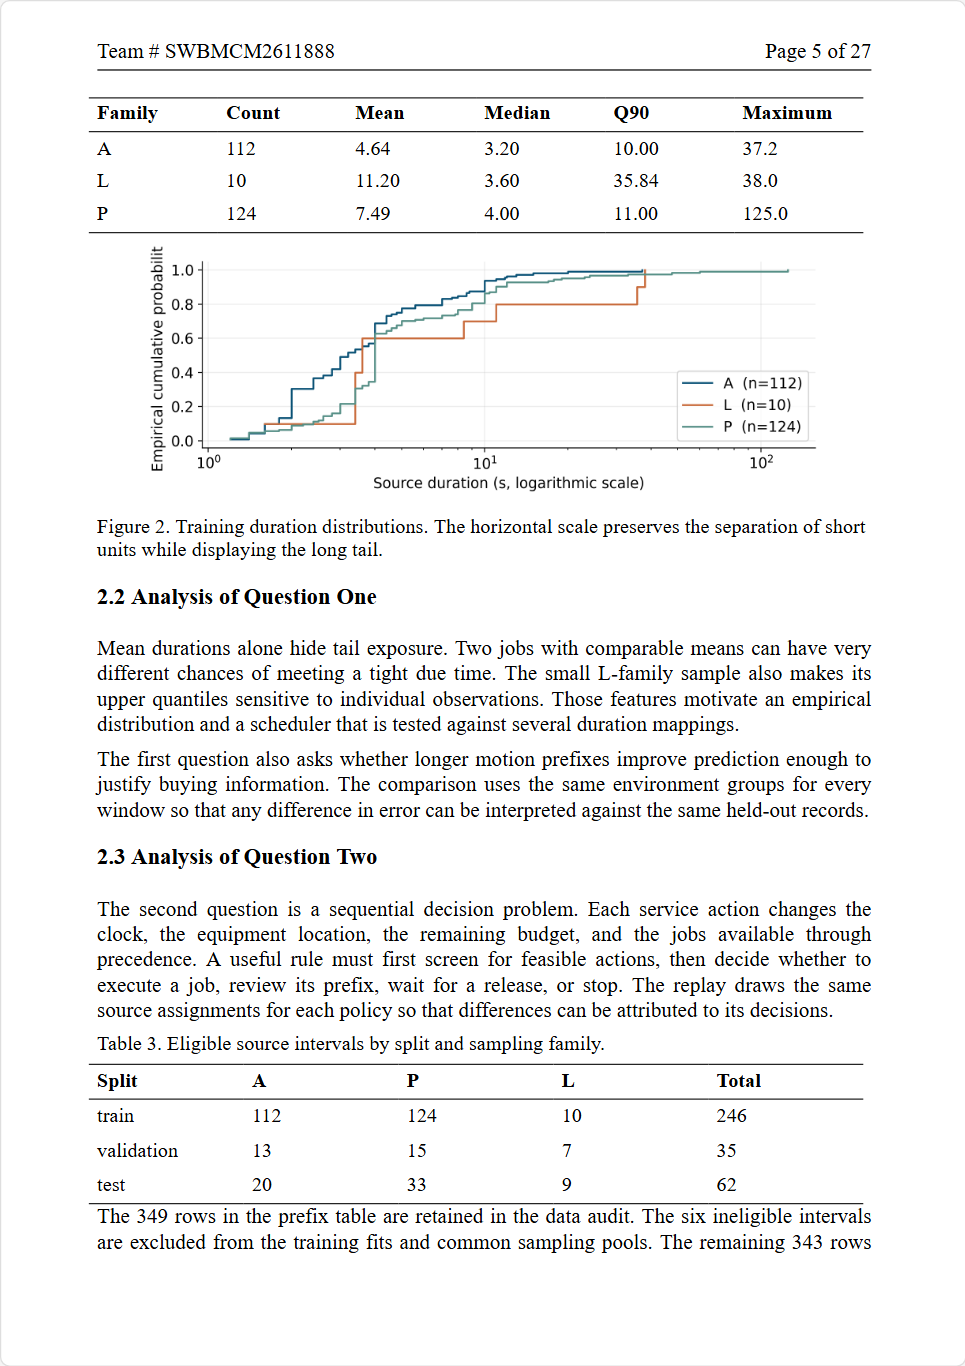 Team # SWBMCM2611888 Page 5 of 27
Family Count Mean Median Q90 Maximum
A 112 4.64 3.20 10.00 37.2
L 10 11.20 3.60 35.84 38.0
P 124 7.49 4.00 11.00 125.0
Empirical cumulative probabilit
1.0
0.8
0.6
0.4
0.2
0.0
A (n=112)
L (n=10)
P (n=124)
10⁰ 10¹ 10²
Source duration (s, logarithmic scale)
Figure 2. Training duration distributions. The horizontal scale preserves the separation of short
units while displaying the long tail.
2.2 Analysis of Question One
Mean durations alone hide tail exposure. Two jobs with comparable means can have very
different chances of meeting a tight due time. The small L-family sample also makes its
upper quantiles sensitive to individual observations. Those features motivate an empirical
distribution and a scheduler that is tested against several duration mappings.
The first question also asks whether longer motion prefixes improve prediction enough to
justify buying information. The comparison uses the same environment groups for every
window so that any difference in error can be interpreted against the same held-out records.
2.3 Analysis of Question Two
The second question is a sequential decision problem. Each service action changes the
clock, the equipment location, the remaining budget, and the jobs available through
precedence. A useful rule must first screen for feasible actions, then decide whether to
execute a job, review its prefix, wait for a release, or stop. The replay draws the same
source assignments for each policy so that differences can be attributed to its decisions.
Table 3. Eligible source intervals by split and sampling family.
Split A P L Total
train 112 124 10 246
validation 13 15 7 35
test 20 33 9 62
The 349 rows in the prefix table are retained in the data audit. The six ineligible intervals
are excluded from the training fits and common sampling pools. The remaining 343 rows